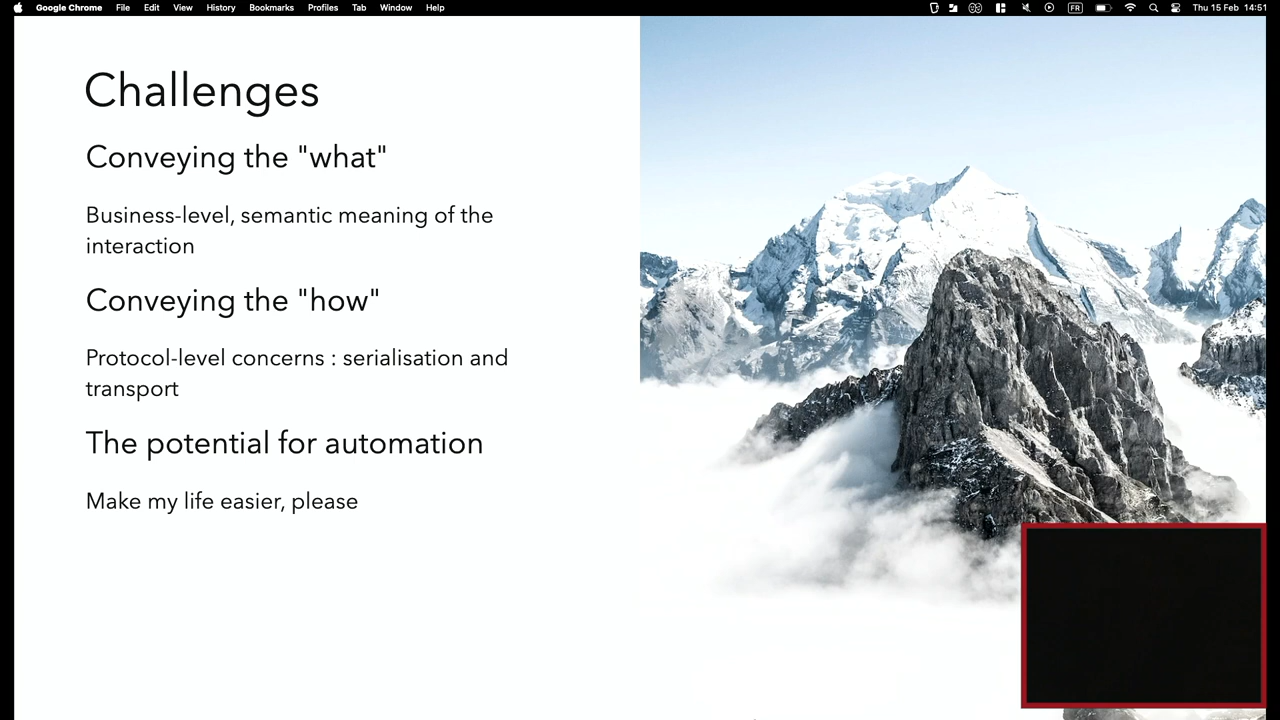 Google Chrome File Edit View History Bookmarks Profiles Tab Window Help FR Thu 15 Feb 14:51
Challenges
Conveying the "what"
Business-level, semantic meaning of the
interaction
Conveying the "how"
Protocol-level concerns : serialisation and
transport
The potential for automation
Make my life easier, please